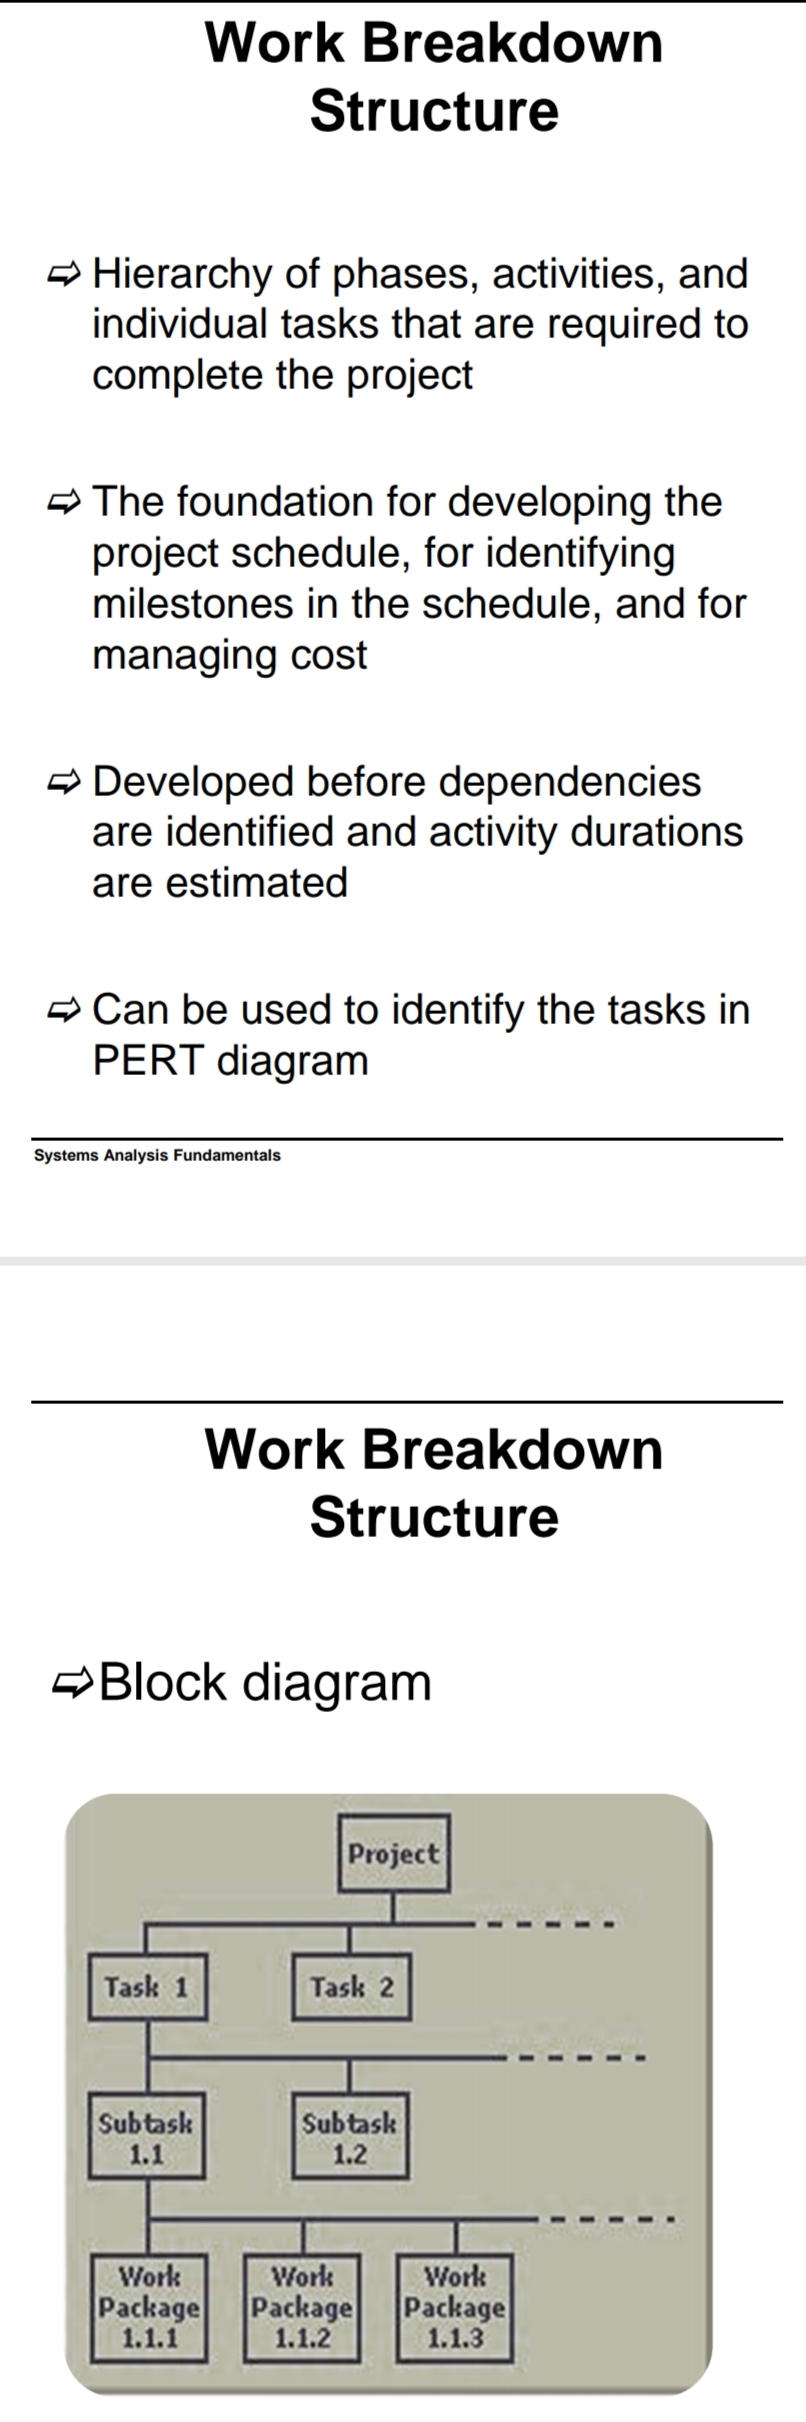 Work Breakdown
Structure
⇨ Hierarchy of phases, activities, and
individual tasks that are required to
complete the project
⇨ The foundation for developing the
project schedule, for identifying
milestones in the schedule, and for
managing cost
⇨ Developed before dependencies
are identified and activity durations
are estimated
⇨ Can be used to identify the tasks in
PERT diagram
Systems Analysis Fundamentals
Work Breakdown
Structure
⇨Block diagram
Project
Task 1
Task 2
Subtask
1.1
Subtask
1.2
Work
Package
1.1.1
Work
Package
1.1.2
Work
Package
1.1.3